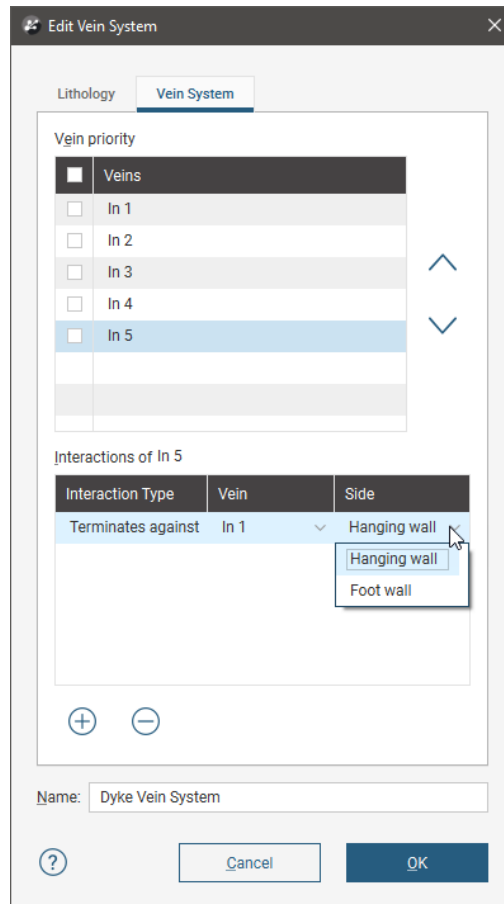 Edit Vein System
Lithology Vein System
Vein priority
Veins
In 1
In 2
In 3
In 4
In 5
Interactions of In 5
Interaction Type Vein Side
Terminates against In 1 Hanging wall
Hanging wall
Foot wall
Name: Dyke Vein System
? Cancel OK